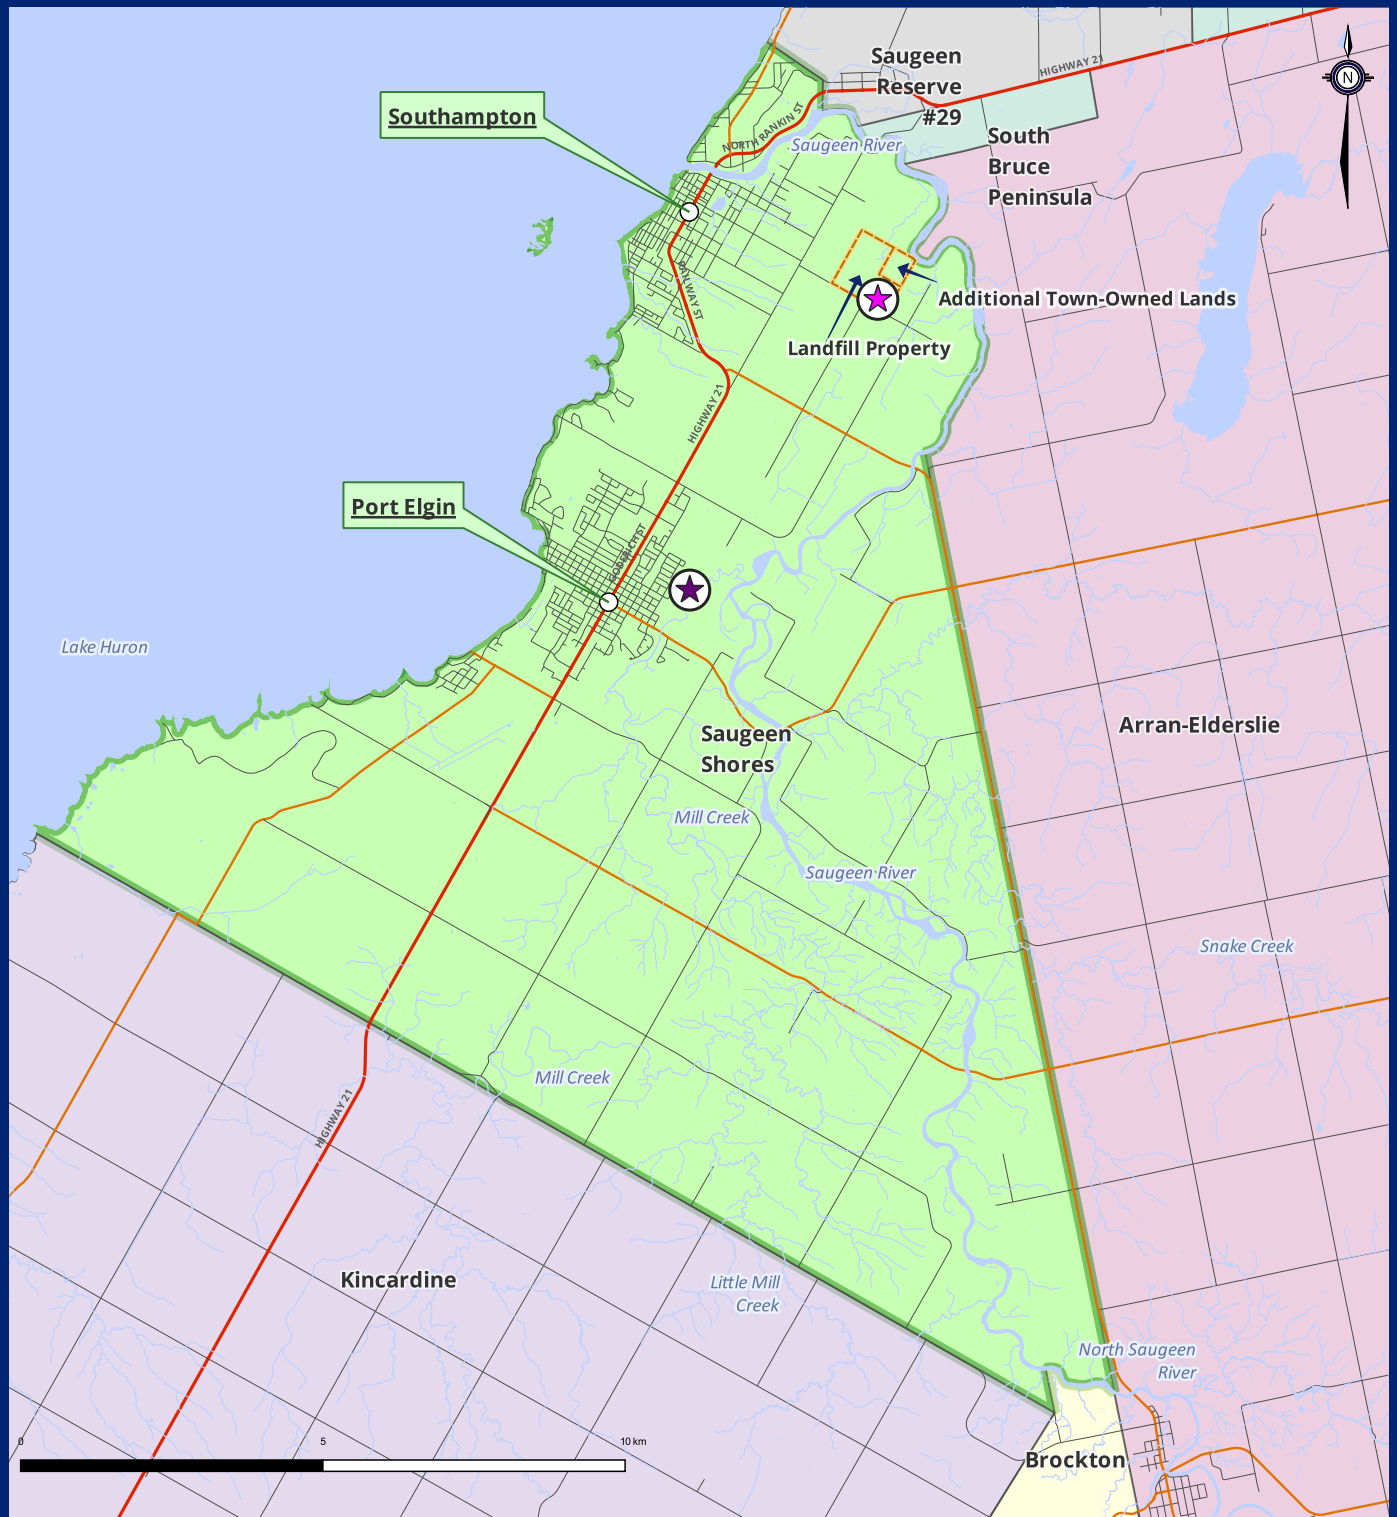 Saugeen
Reserve
#29
HIGHWAY 21
N
Southampton
NORTH RANKIN ST
Saugeen River
South
Bruce
Peninsula
RAILWAY ST
Additional Town-Owned Lands
Landfill Property
HIGHWAY 21
Port Elgin
GODERICH ST
Lake Huron
Saugeen
Shores
Arran-Elderslie
Mill Creek
Saugeen River
Snake Creek
Mill Creek
HIGHWAY 21
Kincardine
Little Mill
Creek
North Saugeen
River
0 5 10 km
Brockton